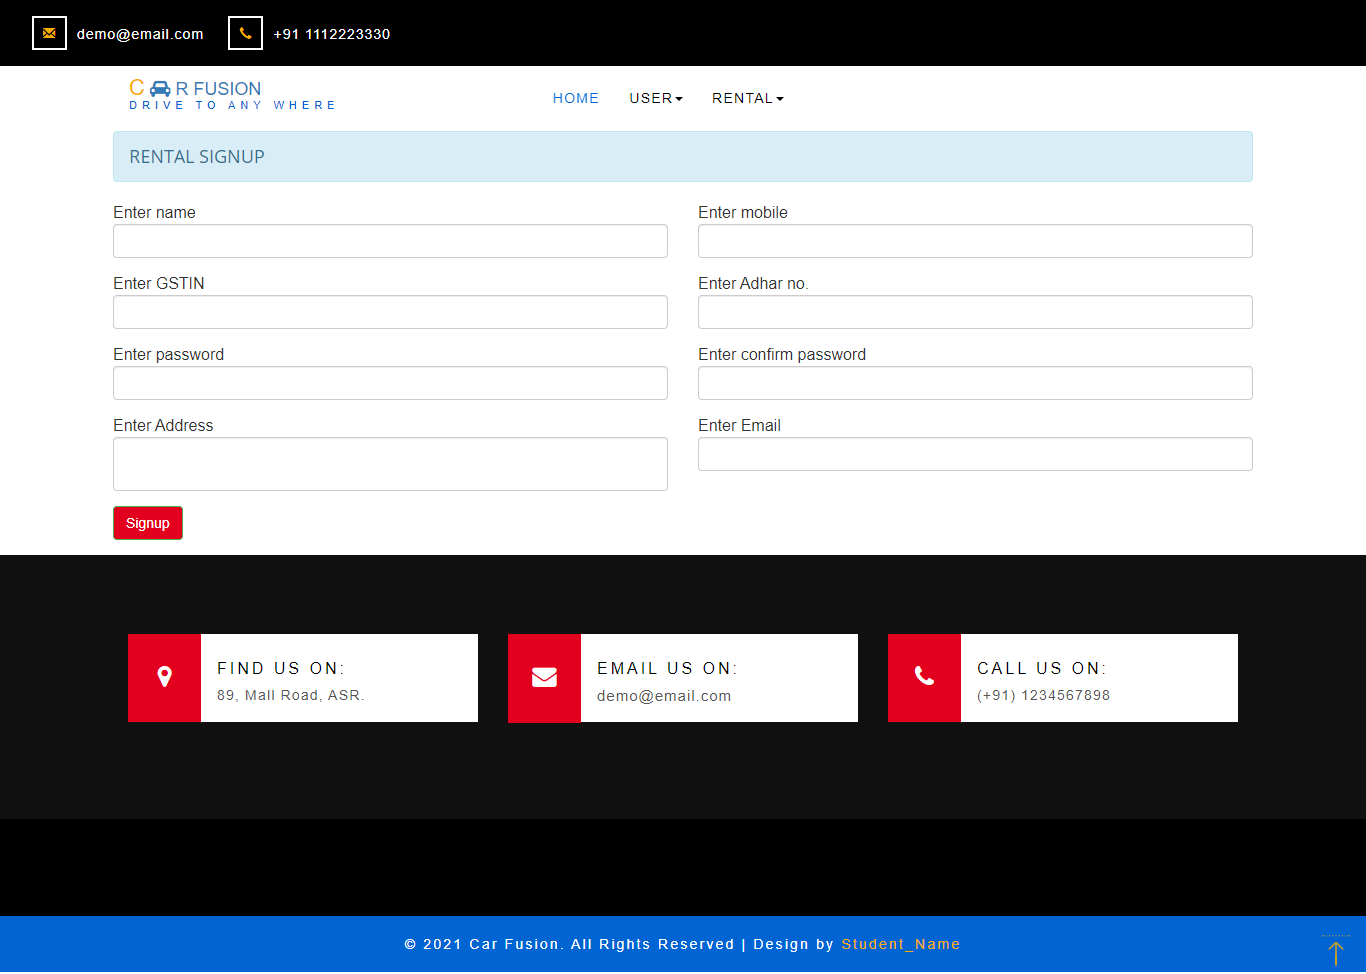 demo@email.com +91 1112223330
C R FUSION
DRIVE TO ANY WHERE
HOME USER RENTAL
RENTAL SIGNUP
Enter name Enter mobile
Enter GSTIN Enter Adhar no.
Enter password Enter confirm password
Enter Address Enter Email
Signup
FIND US ON: EMAIL US ON: CALL US ON:
89, Mall Road, ASR. demo@email.com (+91) 1234567898
© 2021 Car Fusion. All Rights Reserved | Design by Student_Name